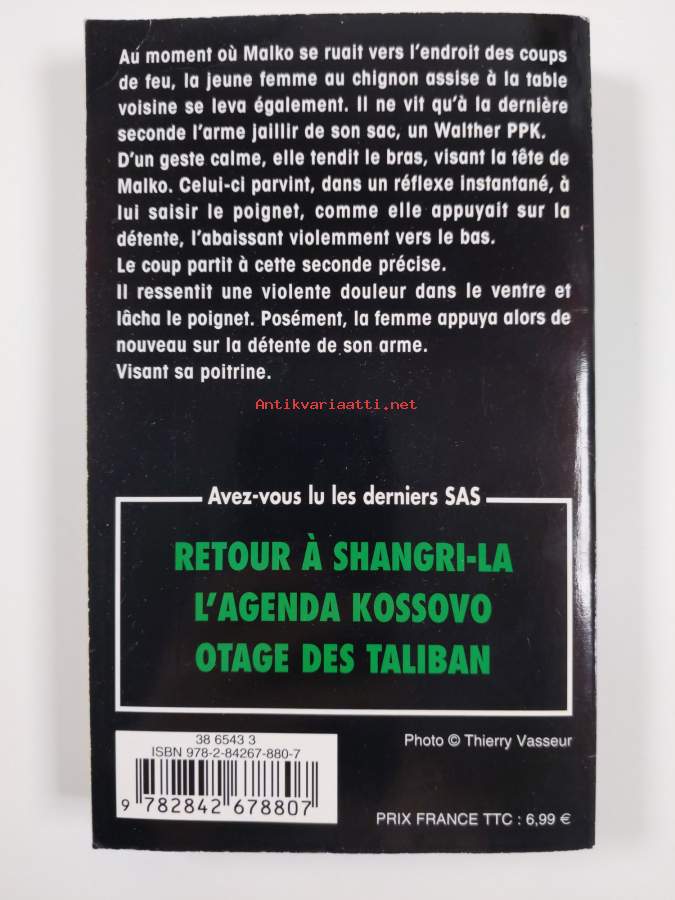 Au moment où Malko se ruait vers l'endroit des coups
de feu, la jeune femme au chignon assise à la table
voisine se leva également. Il ne vit qu'à la dernière
seconde l'arme jaillir de son sac, un Walther PPK.
D'un geste calme, elle tendit le bras, visant la tête de
Malko. Celui-ci parvint, dans un réflexe instantané, à
lui saisir le poignet, comme elle appuyait sur la
détente, l'abaissant violemment vers le bas.
Le coup partit à cette seconde précise.
Il ressentit une violente douleur dans le ventre et
lâcha le poignet. Posément, la femme appuya alors de
nouveau sur la détente de son arme.
Visant sa poitrine.
Antikvariaatti.net
Avez-vous lu les derniers SAS
RETOUR À SHANGRI-LA
L'AGENDA KOSSOVO
OTAGE DES TALIBAN
38 6543 3
ISBN 978-2-84267-880-7
9 782842 678807
Photo © Thierry Vasseur
PRIX FRANCE TTC : 6,99 €